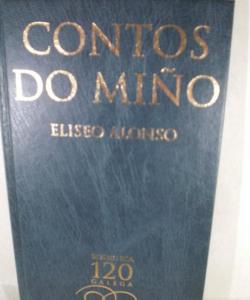 CONTOS
DO MIÑO
ELISEO ALONSO
BIBLIOTECA
120
GALEGA